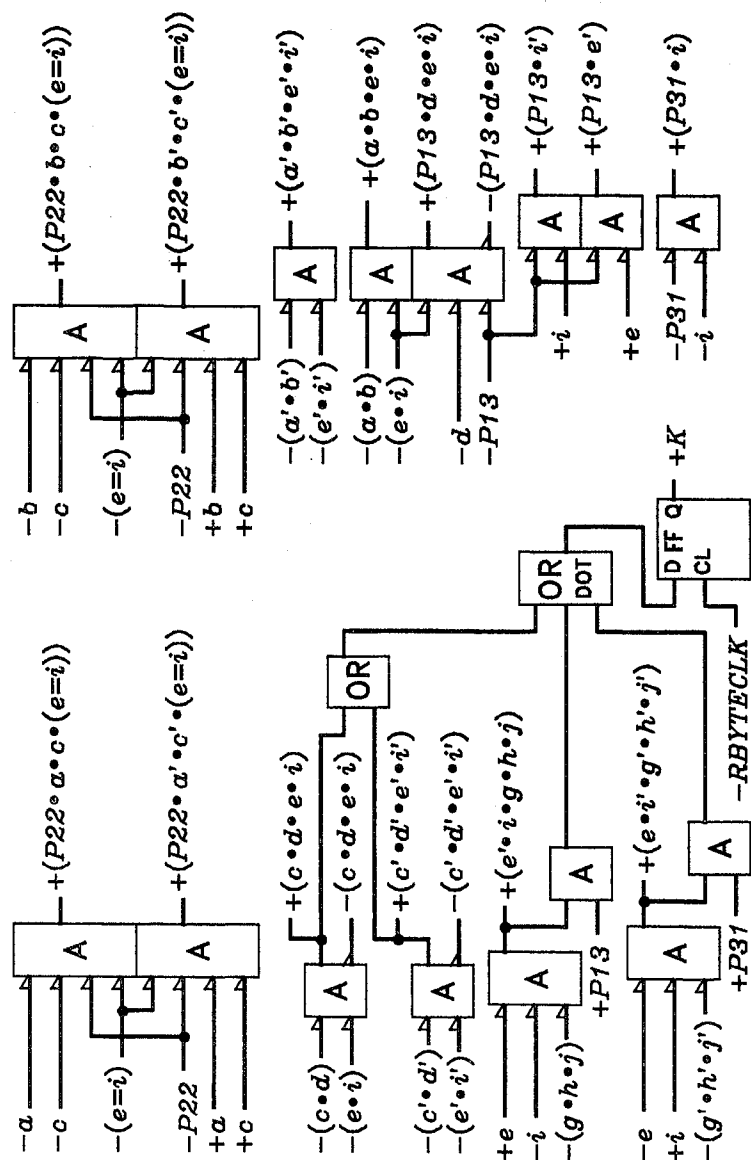 −a
−c
−(e=i)
−P22
+a
+c
A
A
+(P22•a•c•(e=i))
+(P22•a'•c'•(e=i))
−b
−c
−(e=i)
−P22
+b
+c
A
A
+(P22•b•c•(e=i))
+(P22•b'•c'•(e=i))
−(c•d)
−(e•i)
A
+(c•d•e•i)
−(c•d•e•i)
−(c'•d')
−(e'•i')
A
+(c'•d'•e'•i')
−(c'•d'•e'•i')
OR
+e
−i
−(g•h•j)
A
+(e'•i•g•h•j)
+P13
A
−e
+i
−(g'•h'•j')
A
+(e•i'•g'•h'•j')
+P31
A
OR
DOT
−RBYTECLK
D FF Q
CL
+K
−(a'•b')
−(e'•i')
A
+(a'•b'•e'•i')
−(a•b)
−(e•i)
−d
−P13
A
A
+(a•b•e•i)
+(P13•d•e•i)
−(P13•d•e•i)
+i
+e
A
A
+(P13•i')
+(P13•e')
−P31
−i
A
+(P31•i)